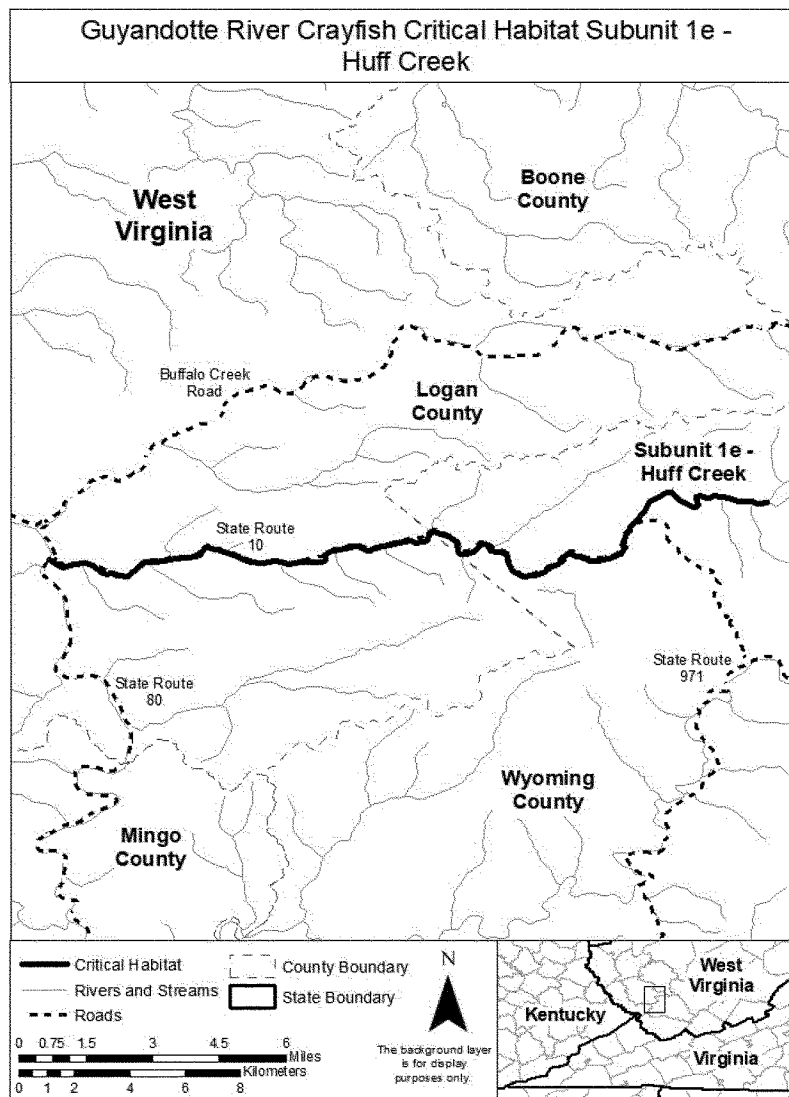 Guyandotte River Crayfish Critical Habitat Subunit 1e -
Huff Creek
West
Virginia
Boone
County
Buffalo Creek
Road
Logan
County
Subunit 1e -
Huff Creek
State Route
10
State Route
971
State Route
80
Wyoming
County
Mingo
County
Critical Habitat
Rivers and Streams
Roads
County Boundary
State Boundary
0 0.75 1.5 3 4.5 6
Miles
Kilometers
0 1 2 4 6 8
N
The background layer
is for display
purposes only.
West
Virginia
Kentucky
Virginia